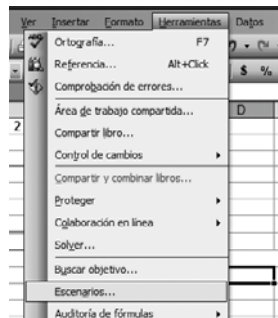 Ver Insertar Formato Herramientas Datos
Ortografía... F7
Referencia... Alt+Clic
Comprobación de errores...
Área de trabajo compartida...
Compartir libro...
Control de cambios
Compartir y combinar libros...
Proteger
Colaboración en línea
Solver...
Buscar objetivo...
Escenarios...
Auditoría de fórmulas
$ %
D
2